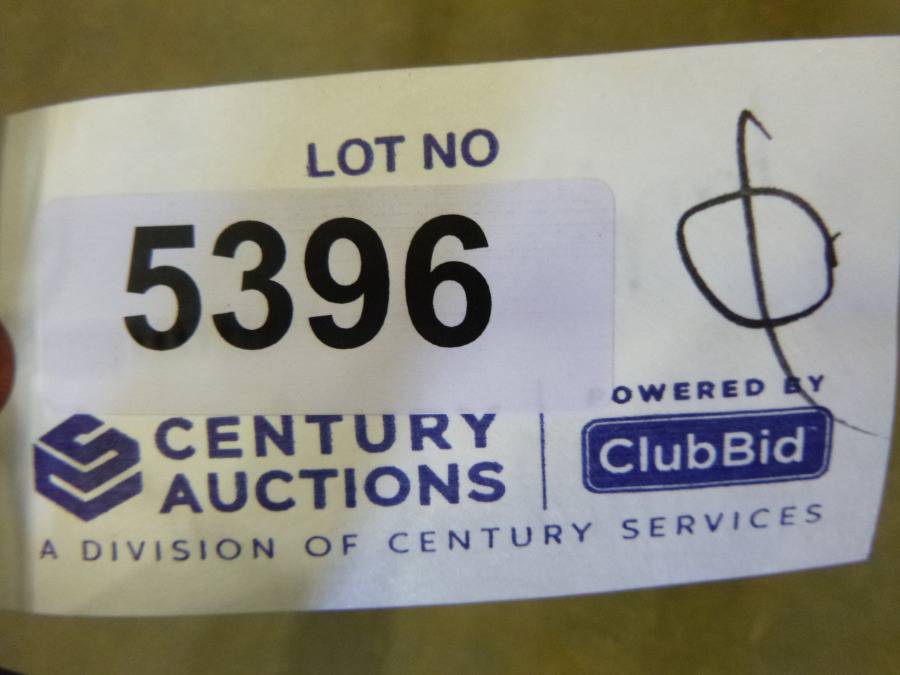 LOT NO
5396
CENTURY
AUCTIONS
POWERED BY
ClubBid
A DIVISION OF CENTURY SERVICES